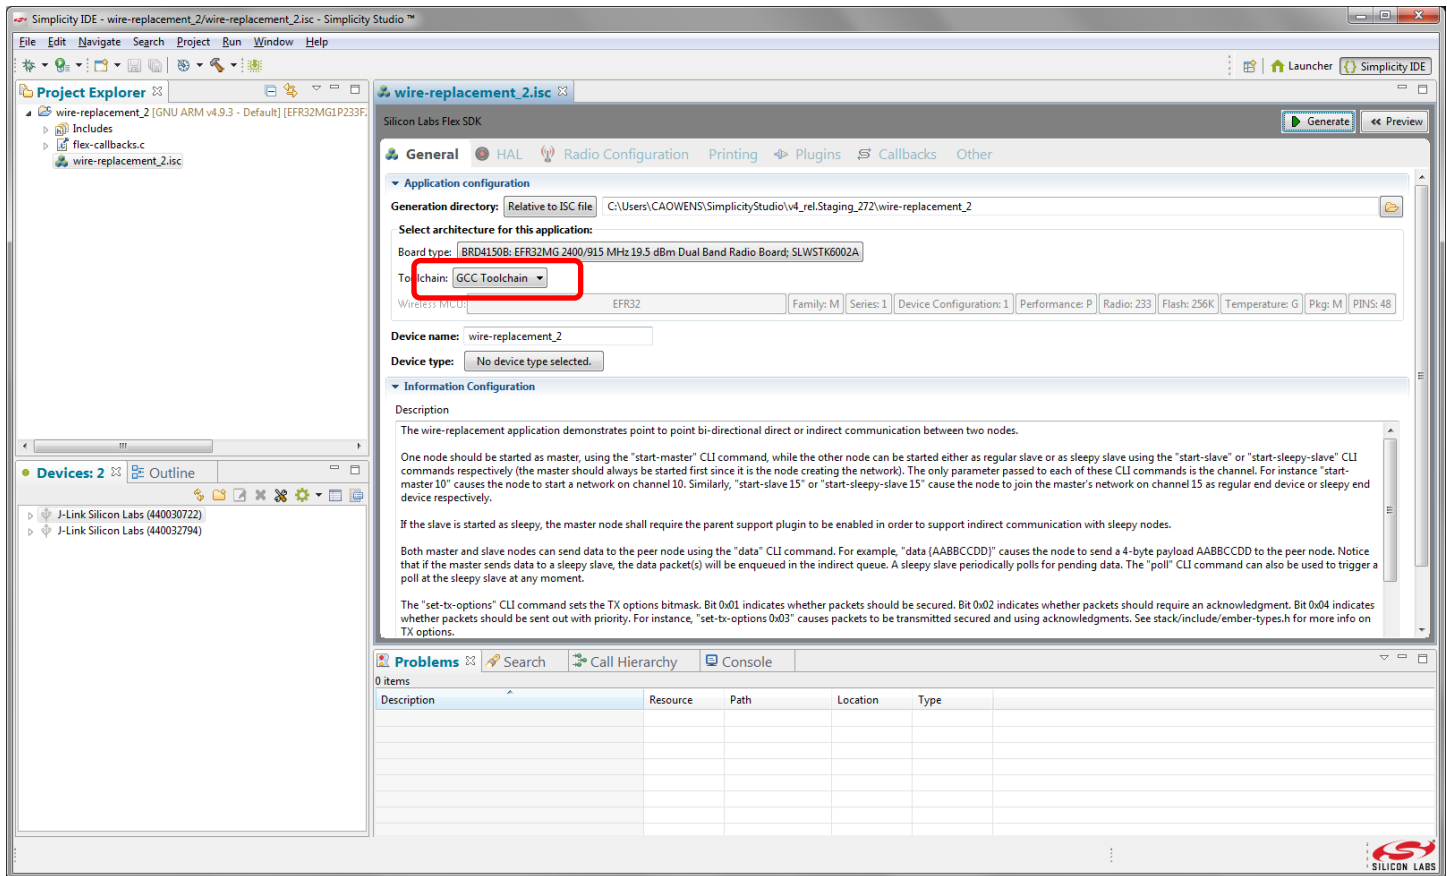 Simplicity IDE - wire-replacement_2/wire-replacement_2.isc - Simplicity Studio ™
File Edit Navigate Search Project Run Window Help
Launcher Simplicity IDE
Project Explorer
wire-replacement_2 [GNU ARM v4.9.3 - Default] [EFR32MG1P233F
Includes
flex-callbacks.c
wire-replacement_2.isc
wire-replacement_2.isc
Silicon Labs Flex SDK
Generate Preview
General HAL Radio Configuration Printing Plugins Callbacks Other
Application configuration
Generation directory: Relative to ISC file C:\Users\CAOWENS\SimplicityStudio\v4_rel.Staging_272\wire-replacement_2
Select architecture for this application:
Board type: BRD4150B: EFR32MG 2400/915 MHz 19.5 dBm Dual Band Radio Board; SLWSTK6002A
Toolchain: GCC Toolchain
Wireless MCU: EFR32 Family: M Series: 1 Device Configuration: 1 Performance: P Radio: 233 Flash: 256K Temperature: G Pkg: M PINS: 48
Device name: wire-replacement_2
Device type: No device type selected.
Information Configuration
Description
The wire-replacement application demonstrates point to point bi-directional direct or indirect communication between two nodes.
One node should be started as master, using the "start-master" CLI command, while the other node can be started either as regular slave or as sleepy slave using the "start-slave" or "start-sleepy-slave" CLI
commands respectively (the master should always be started first since it is the node creating the network). The only parameter passed to each of these CLI commands is the channel. For instance "start-
master 10" causes the node to start a network on channel 10. Similarly, "start-slave 15" or "start-sleepy-slave 15" cause the node to join the master's network on channel 15 as regular end device or sleepy end
device respectively.
If the slave is started as sleepy, the master node shall require the parent support plugin to be enabled in order to support indirect communication with sleepy nodes.
Both master and slave nodes can send data to the peer node using the "data" CLI command. For example, "data {AABBCCDD}" causes the node to send a 4-byte payload AABBCCDD to the peer node. Notice
that if the master sends data to a sleepy slave, the data packet(s) will be enqueued in the indirect queue. A sleepy slave periodically polls for pending data. The "poll" CLI command can also be used to trigger a
poll at the sleepy slave at any moment.
The "set-tx-options" CLI command sets the TX options bitmask. Bit 0x01 indicates whether packets should be secured. Bit 0x02 indicates whether packets should require an acknowledgment. Bit 0x04 indicates
whether packets should be sent out with priority. For instance, "set-tx-options 0x03" causes packets to be transmitted secured and using acknowledgments. See stack/include/ember-types.h for more info on
TX options.
Devices: 2 Outline
J-Link Silicon Labs (440030722)
J-Link Silicon Labs (440032794)
Problems Search Call Hierarchy Console
0 items
Description Resource Path Location Type
SILICON LABS